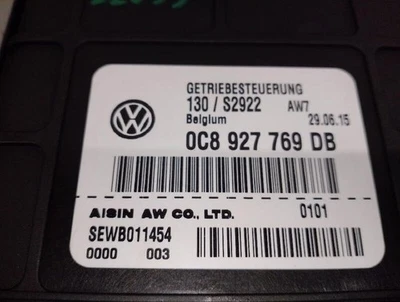 GETRIEBESTEUERUNG
130 / S2922 AW7
Belgium 29.06.15
0C8 927 769 DB
AISIN AW CO., LTD. 0101
SEWB011454
0000 003